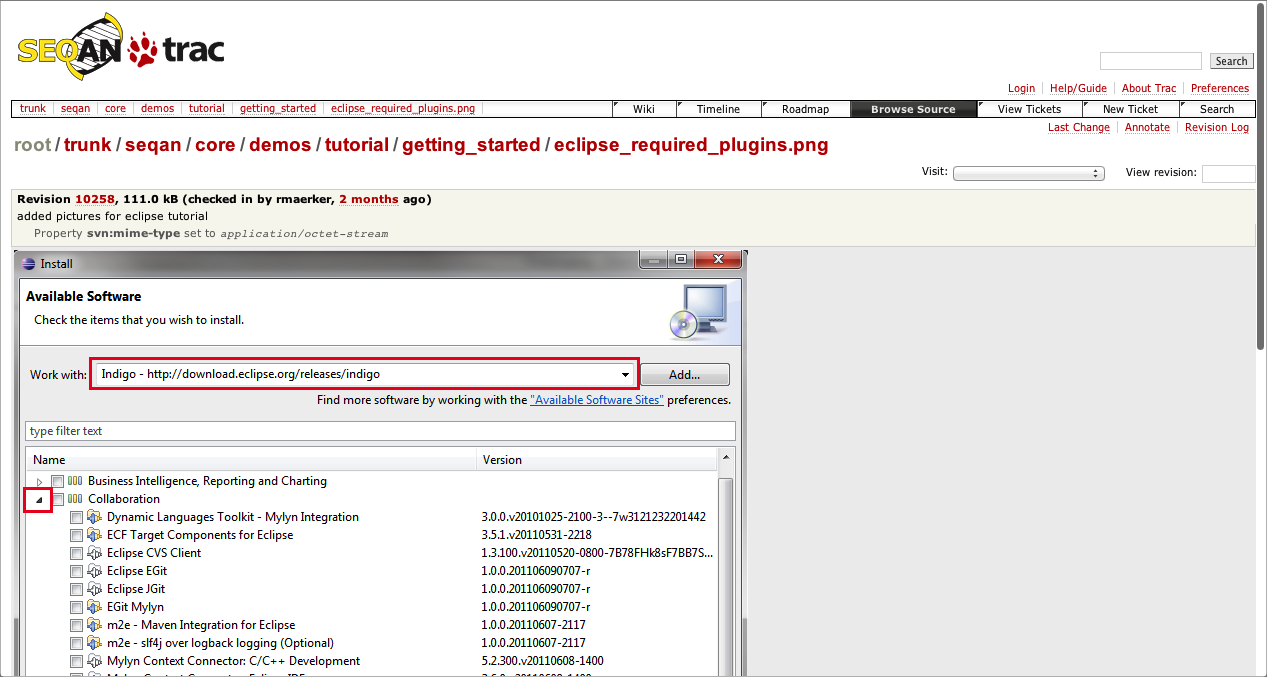 SEQAN trac
Search
Login Help/Guide About Trac Preferences
trunk seqan core demos tutorial getting_started eclipse_required_plugins.png Wiki Timeline Roadmap Browse Source View Tickets New Ticket Search
Last Change Annotate Revision Log
root / trunk / seqan / core / demos / tutorial / getting_started / eclipse_required_plugins.png
Visit: View revision:
Revision 10258, 111.0 kB (checked in by rmaerker, 2 months ago)
added pictures for eclipse tutorial
Property svn:mime-type set to application/octet-stream
Install
Available Software
Check the items that you wish to install.
Work with: Indigo - http://download.eclipse.org/releases/indigo Add...
Find more software by working with the "Available Software Sites" preferences.
type filter text
Name Version
Business Intelligence, Reporting and Charting
Collaboration
Dynamic Languages Toolkit - Mylyn Integration 3.0.0.v20101025-2100-3--7w3121232201442
ECF Target Components for Eclipse 3.5.1.v20110531-2218
Eclipse CVS Client 1.3.100.v20110520-0800-7B78FHk8sF7BB7S...
Eclipse EGit 1.0.0.201106090707-r
Eclipse JGit 1.0.0.201106090707-r
EGit Mylyn 1.0.0.201106090707-r
m2e - Maven Integration for Eclipse 1.0.0.20110607-2117
m2e - slf4j over logback logging (Optional) 1.0.0.20110607-2117
Mylyn Context Connector: C/C++ Development 5.2.300.v20110608-1400